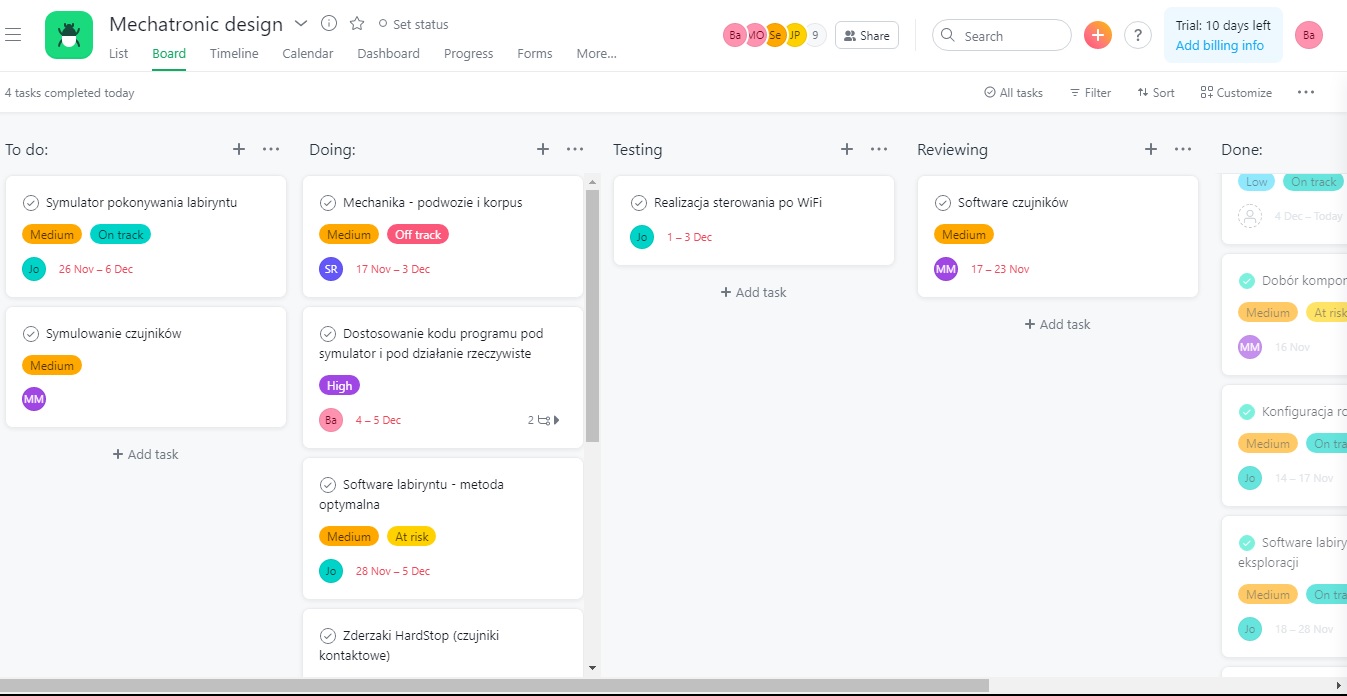 Mechatronic design
Set status
List Board Timeline Calendar Dashboard Progress Forms More...
Ba MO Se JP 9
Share
Search
?
Trial: 10 days left
Add billing info
Ba
4 tasks completed today
All tasks Filter Sort Customize
To do:
Symulator pokonywania labiryntu
Medium On track
Jo 26 Nov – 6 Dec
Symulowanie czujników
Medium
MM
+ Add task
Doing:
Mechanika - podwozie i korpus
Medium Off track
SR 17 Nov – 3 Dec
Dostosowanie kodu programu pod
symulator i pod działanie rzeczywiste
High
Ba 4 – 5 Dec 2
Software labiryntu - metoda
optymalna
Medium At risk
Jo 28 Nov – 5 Dec
Zderzaki HardStop (czujniki
kontaktowe)
Testing
Realizacja sterowania po WiFi
Jo 1 – 3 Dec
+ Add task
Reviewing
Software czujników
Medium
MM 17 – 23 Nov
+ Add task
Done:
Low On track
4 Dec – Today
Dobór kompor
Medium At risk
MM 16 Nov
Konfiguracja ro
Medium On tra
Jo 14 – 17 Nov
Software labiry
eksploracji
Medium On tra
Jo 18 – 28 Nov